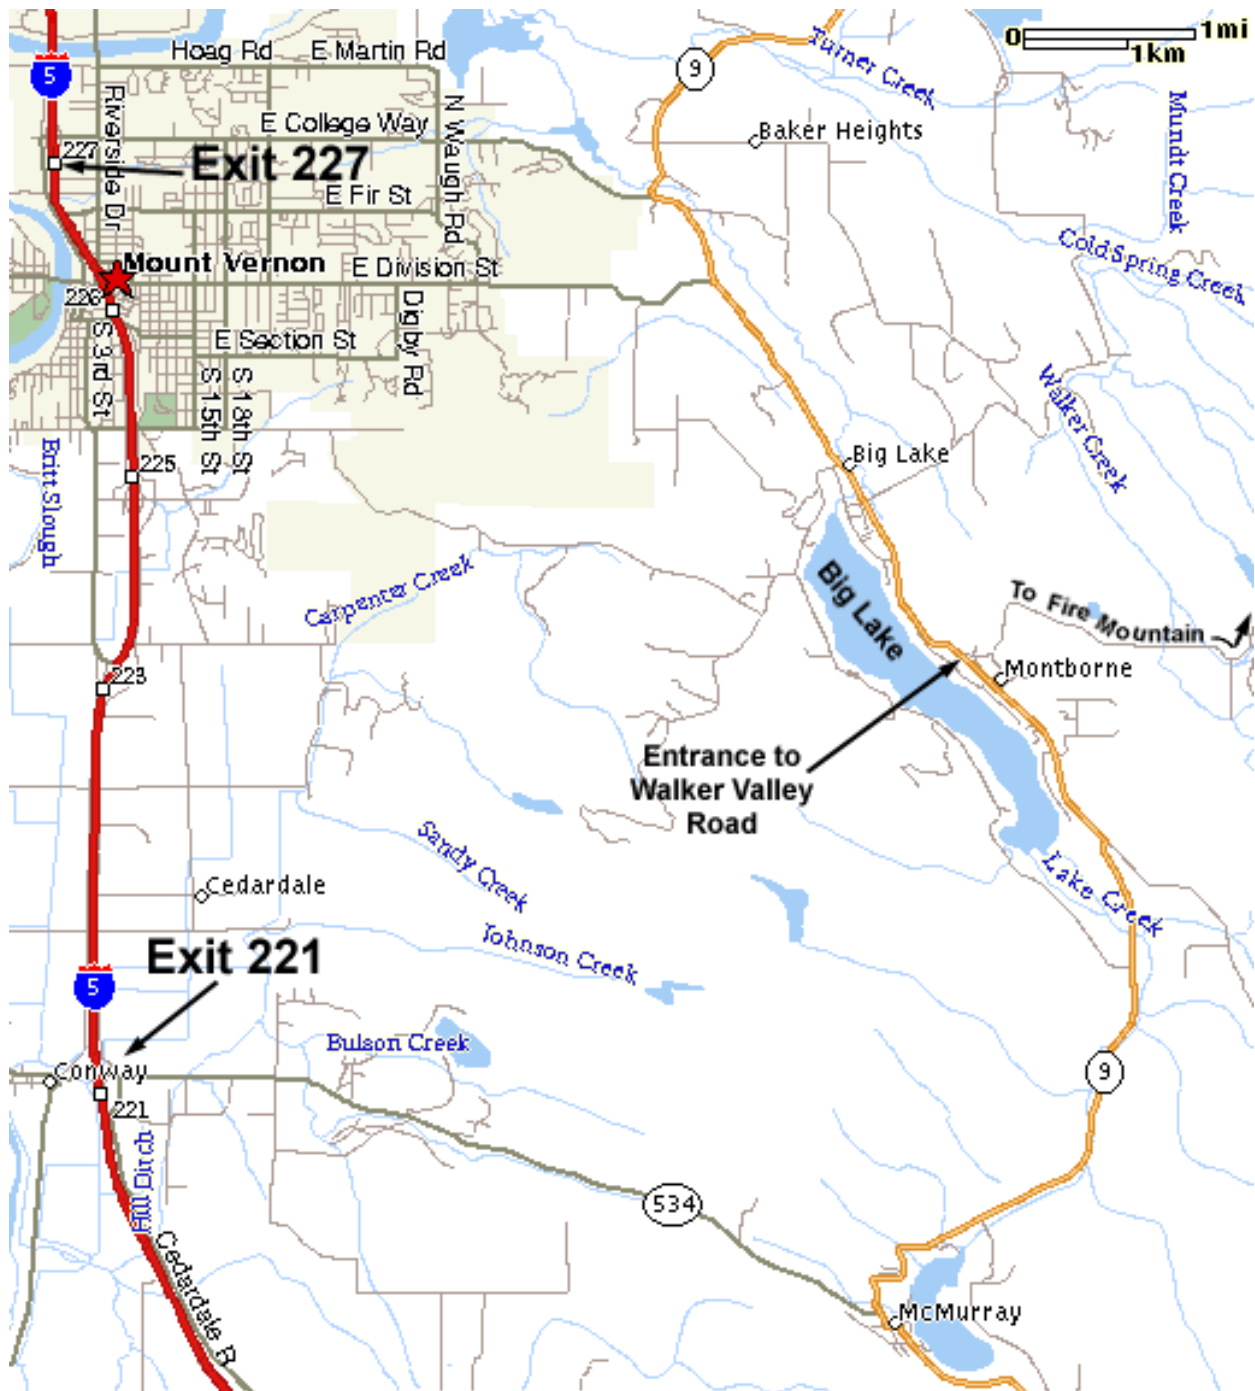 0
1mi
1km
Hoag Rd
E Martin Rd
9
Turner Creek
5
Riverside Dr
N Waugh Rd
E College Way
Baker Heights
Mundt Creek
227
Exit 227
E Fir St
Cold Spring Creek
Mount Vernon
E Division St
226
S 3rd St
Digby Rd
E Section St
S 15th St
S 18th St
Walker Creek
Britt Slough
225
Big Lake
Carpenter Creek
Big Lake
To Fire Mountain
223
Montborne
Entrance to
Walker Valley
Road
Sandy Creek
Cedardale
Lake Creek
Johnson Creek
Exit 221
5
Bulson Creek
Conway
9
221
Hill Ditch
534
Cedardale R
McMurray